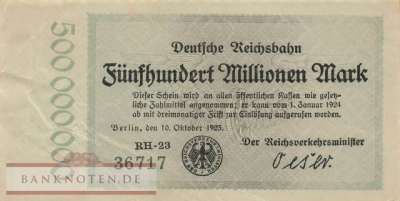 500000000
Deutsche Reichsbahn
Fünfhundert Millionen Mark
Dieser Schein wird an allen öffentlichen Kassen wie gesetz-
liche Zahlmittel angenommen; er kann vom 1. Januar 1924
ab mit dreimonatiger Frist zur Einlösung aufgerufen werden.
Berlin, den 10. Oktober 1923.
RH-23
36717
Der Reichsverkehrsminister
Oeser
BANKNOTEN.DE